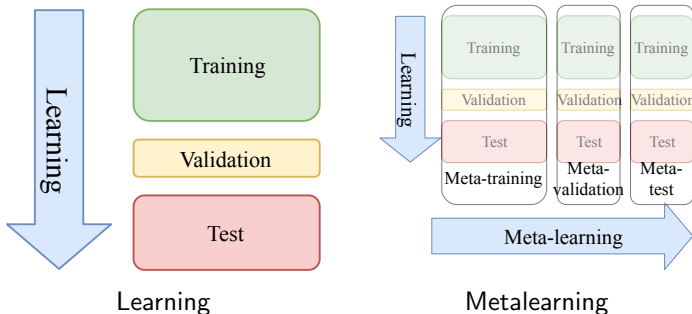 Learning
Training
Validation
Test
Learning
Learning
Training
Training
Training
Validation
Validation
Validation
Test
Test
Test
Meta-training
Meta-
validation
Meta-
test
Meta-learning
Metalearning